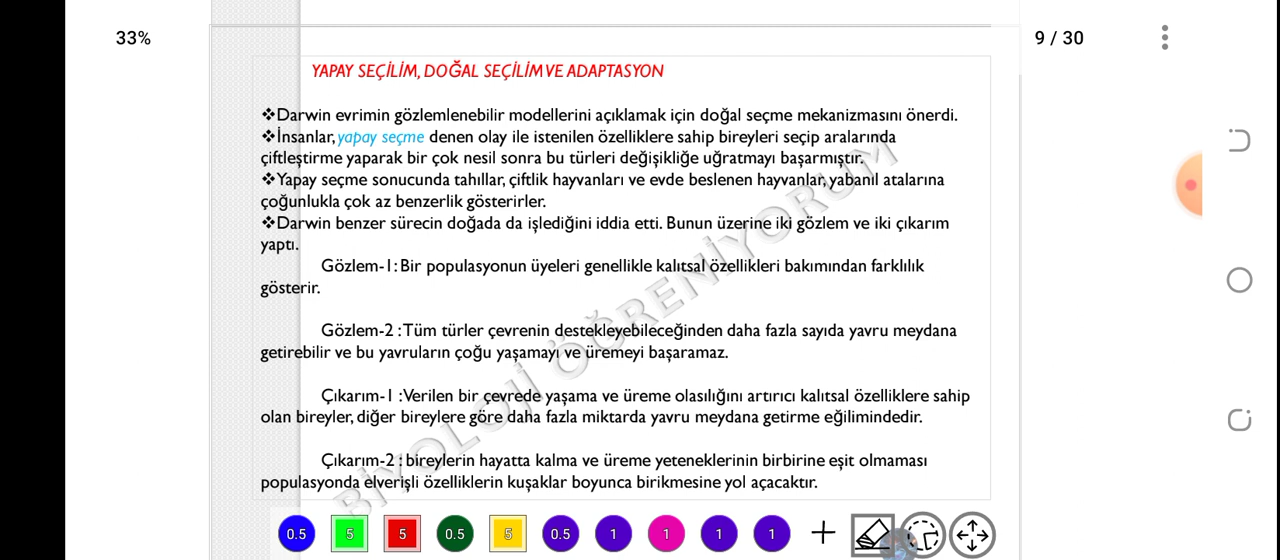 33%
9 / 30
YAPAY SEÇİLİM, DOĞAL SEÇİLİM VE ADAPTASYON
❖Darwin evrimin gözlemlenebilir modellerini açıklamak için doğal seçme mekanizmasını önerdi.
❖İnsanlar, yapay seçme denen olay ile istenilen özelliklere sahip bireyleri seçip aralarında
çiftleştirme yaparak bir çok nesil sonra bu türleri değişikliğe uğratmayı başarmıştır.
❖Yapay seçme sonucunda tahıllar, çiftlik hayvanları ve evde beslenen hayvanlar, yabanıl atalarına
çoğunlukla çok az benzerlik gösterirler.
❖Darwin benzer sürecin doğada da işlediğini iddia etti. Bunun üzerine iki gözlem ve iki çıkarım
yaptı.
Gözlem-1: Bir populasyonun üyeleri genellikle kalıtsal özellikleri bakımından farklılık
gösterir.
Gözlem-2 : Tüm türler çevrenin destekleyebileceğinden daha fazla sayıda yavru meydana
getirebilir ve bu yavruların çoğu yaşamayı ve üremeyi başaramaz.
Çıkarım-1 : Verilen bir çevrede yaşama ve üreme olasılığını artırıcı kalıtsal özelliklere sahip
olan bireyler, diğer bireylere göre daha fazla miktarda yavru meydana getirme eğilimindedir.
Çıkarım-2 : bireylerin hayatta kalma ve üreme yeteneklerinin birbirine eşit olmaması
populasyonda elverişli özelliklerin kuşaklar boyunca birikmesine yol açacaktır.
BİYOLOJİ ÖĞRENİYORUM
0.5 5 5 0.5 5 0.5 1 1 1 1